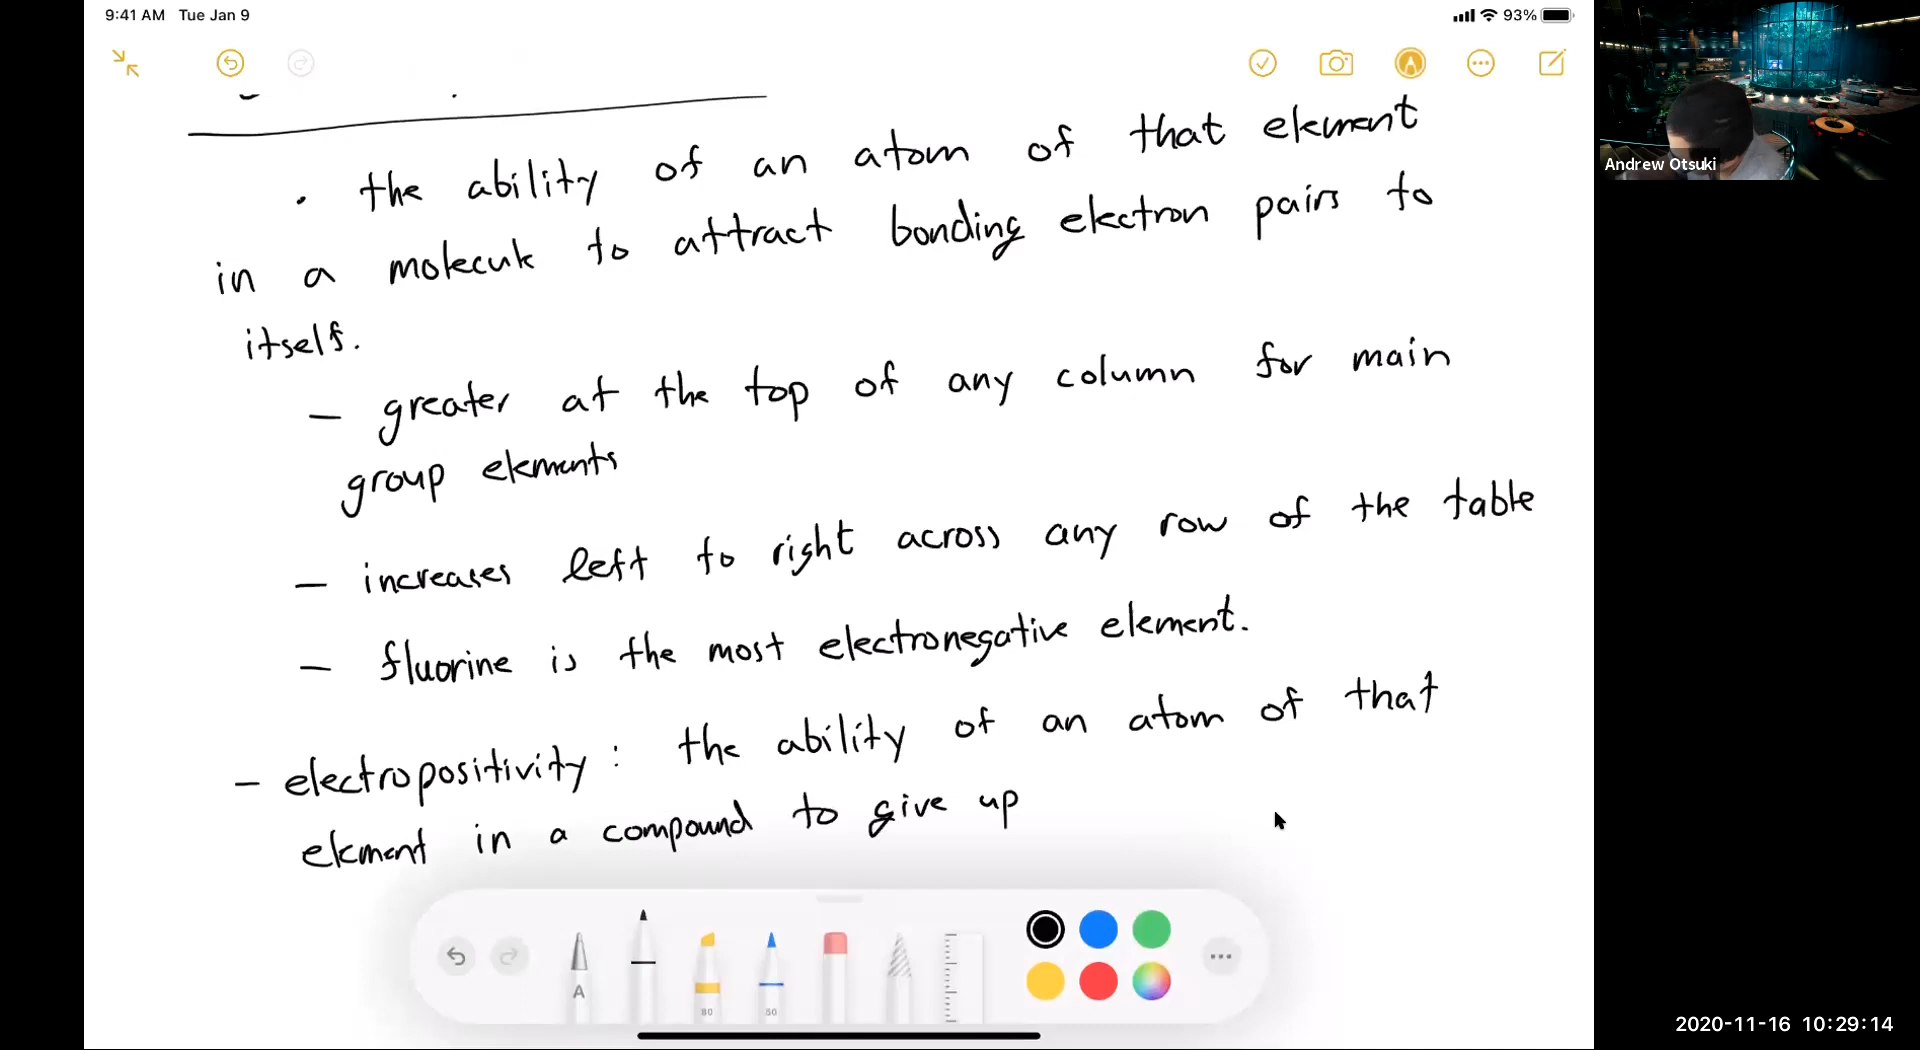 9:41 AM Tue Jan 9
93%
Andrew Otsuki
· the ability of an atom of that element
in a molecule to attract bonding electron pairs to
itself.
– greater at the top of any column for main
group elements
– increases left to right across any row of the table
– fluorine is the most electronegative element.
– electropositivity : the ability of an atom of that
element in a compound to give up
A
80
50
2020-11-16 10:29:14